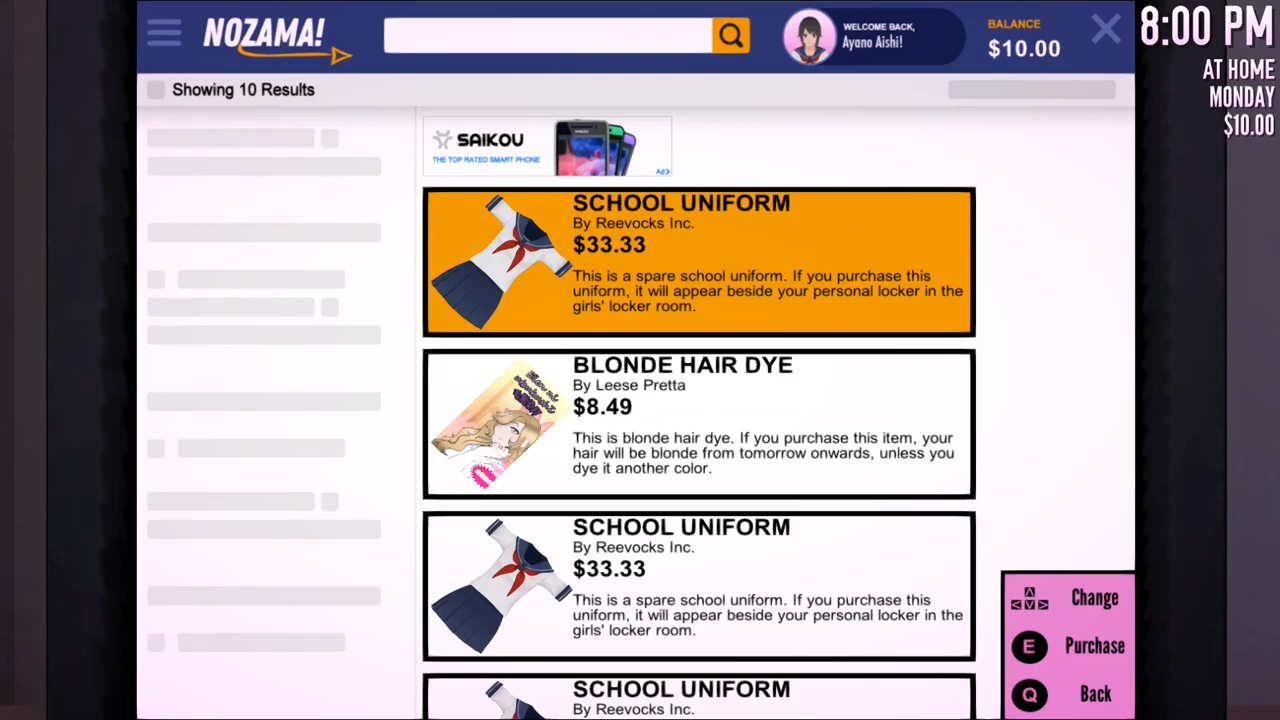 NOZAMA!
WELCOME BACK,
Ayano Aishi!
BALANCE
$10.00
8:00 PM
AT HOME
MONDAY
$10.00
Showing 10 Results
SAIKOU
THE TOP RATED SMART PHONE
Ad
SCHOOL UNIFORM
By Reevocks Inc.
$33.33
This is a spare school uniform. If you purchase this
uniform, it will appear beside your personal locker in the
girls' locker room.
BLONDE HAIR DYE
By Leese Pretta
$8.49
This is blonde hair dye. If you purchase this item, your
hair will be blonde from tomorrow onwards, unless you
dye it another color.
SCHOOL UNIFORM
By Reevocks Inc.
$33.33
This is a spare school uniform. If you purchase this
uniform, it will appear beside your personal locker in the
girls' locker room.
SCHOOL UNIFORM
By Reevocks Inc.
Change
E Purchase
Q Back